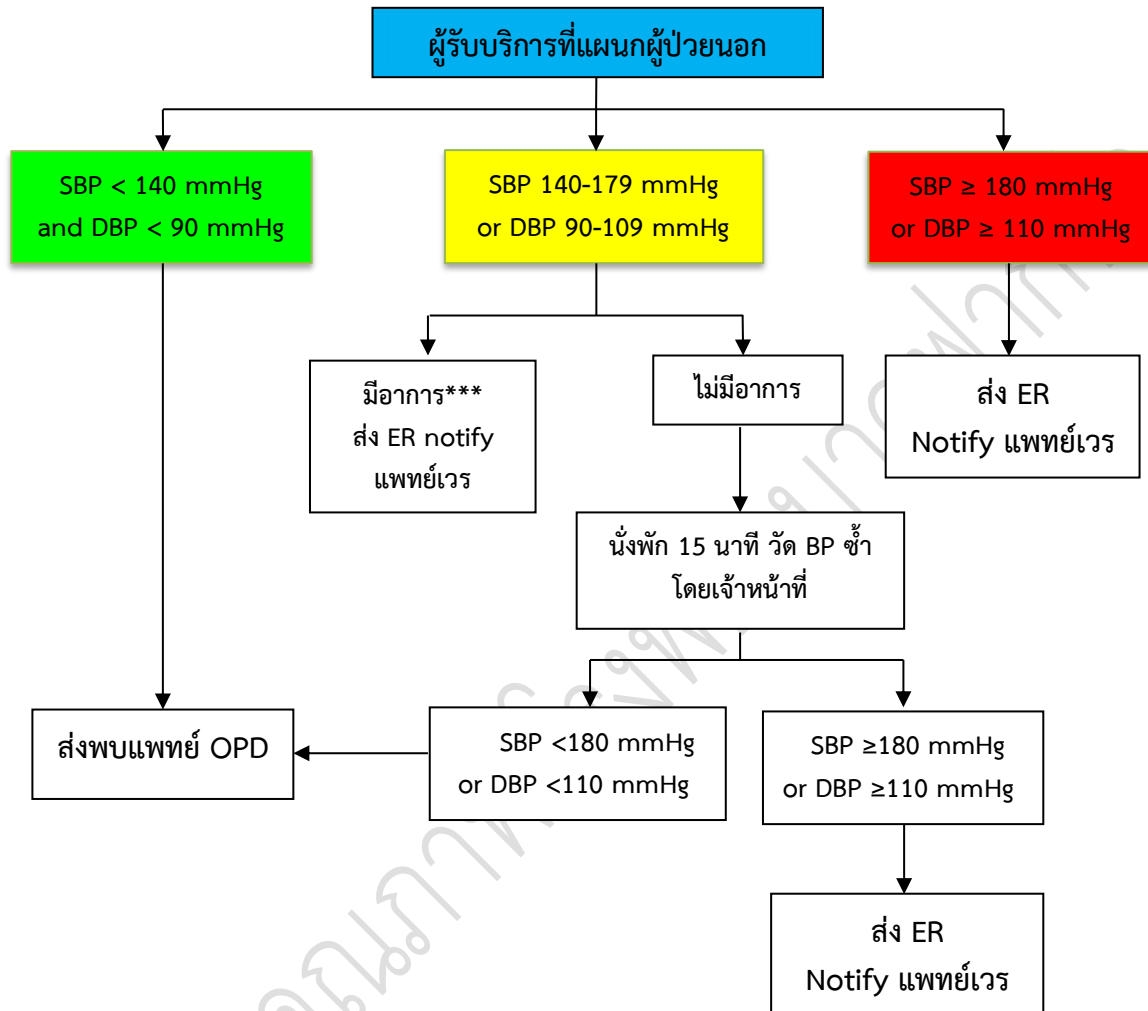 ผู้รับบริการที่แผนกผู้ป่วยนอก
SBP < 140 mmHg
and DBP < 90 mmHg
SBP 140-179 mmHg
or DBP 90-109 mmHg
SBP ≥ 180 mmHg
or DBP ≥ 110 mmHg
มีอาการ***
ส่ง ER notify
แพทย์เวร
ไม่มีอาการ
ส่ง ER
Notify แพทย์เวร
นั่งพัก 15 นาที วัด BP ซ้ำ
โดยเจ้าหน้าที่
ส่งพบแพทย์ OPD
SBP <180 mmHg
or DBP <110 mmHg
SBP ≥180 mmHg
or DBP ≥110 mmHg
ส่ง ER
Notify แพทย์เวร